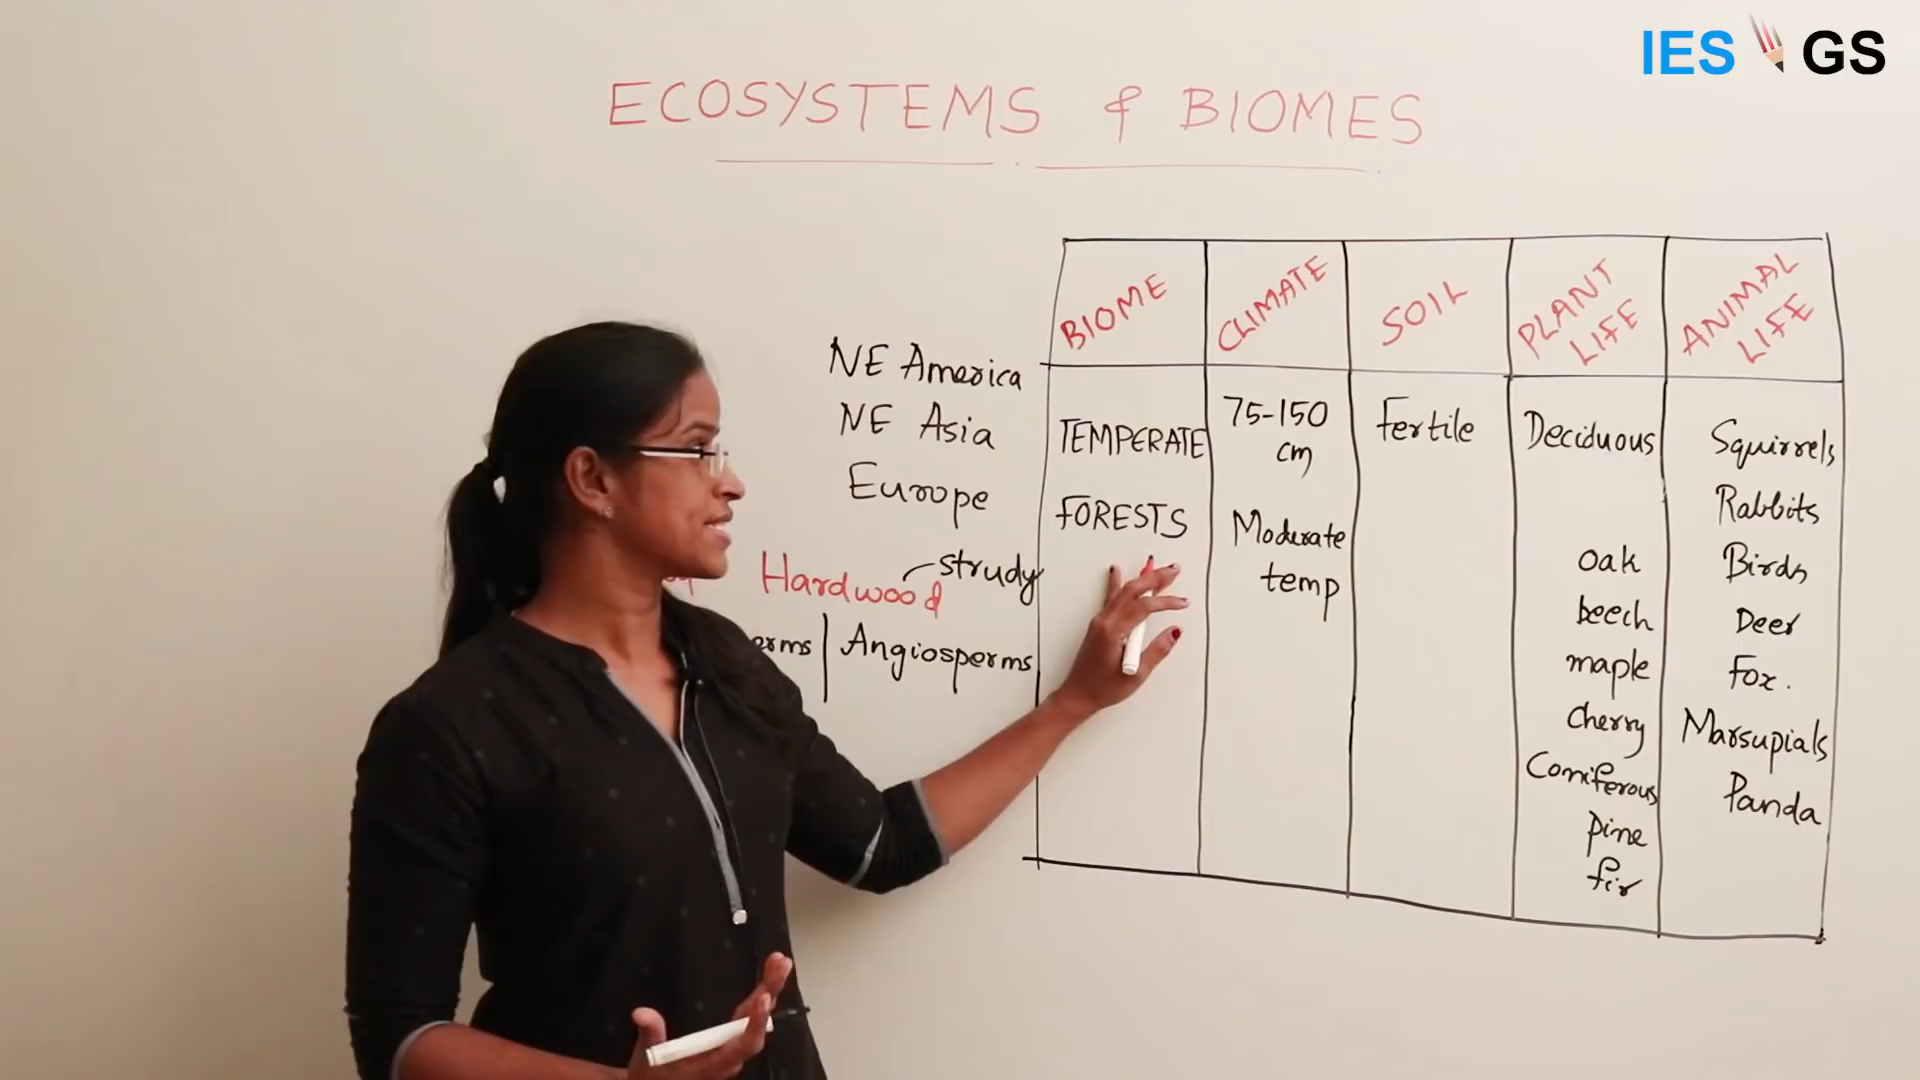 IES GS
ECOSYSTEMS & BIOMES
NE America
NE Asia
Europe
Hardwood
strudy
Angiosperms
BIOME
CLIMATE
SOIL
PLANT
LIFE
ANIMAL
LIFE
TEMPERATE
FORESTS
75-150
cm
Moderate
temp
Fertile
Deciduous
oak
beech
maple
cherry
Coniferous
pine
fir
Squirrels
Rabbits
Birds
Deer
Fox.
Marsupials
Panda